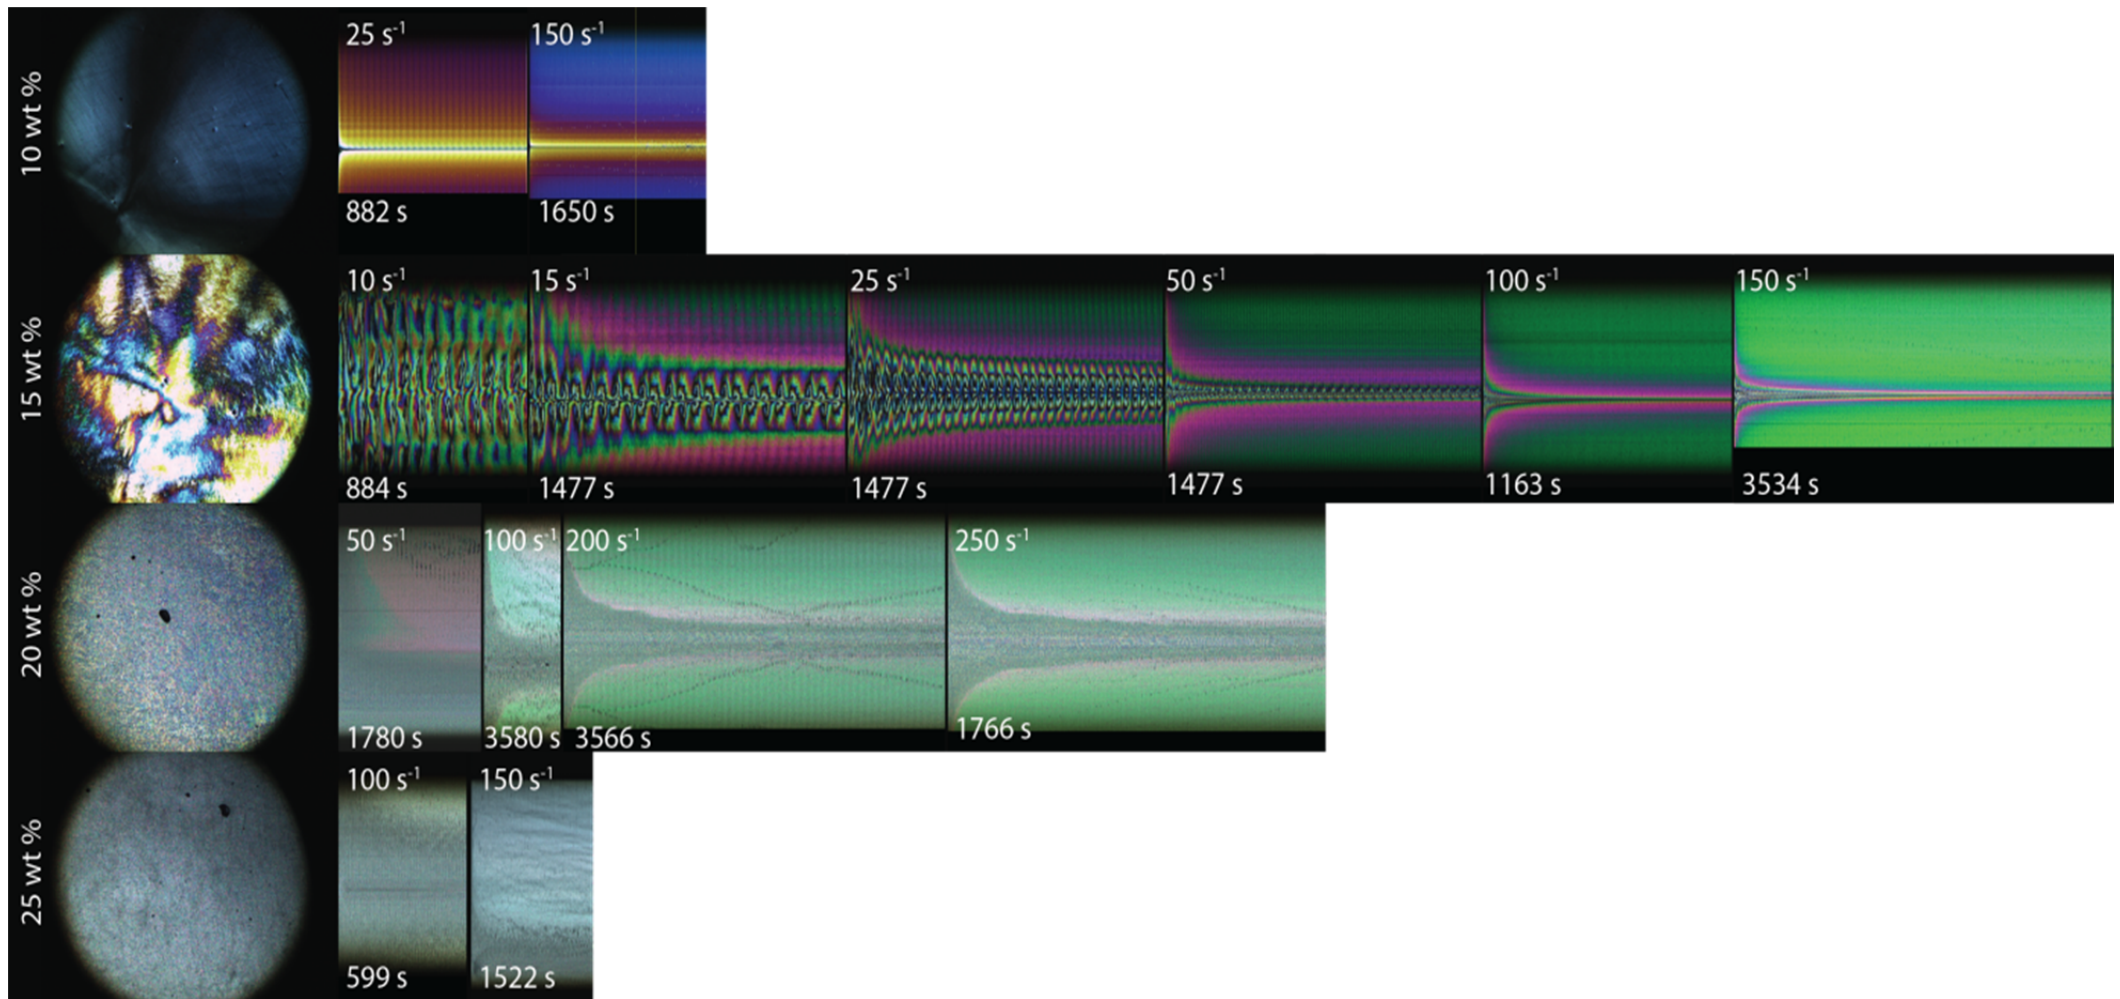 10 wt %
25 s⁻¹
150 s⁻¹
882 s
1650 s
15 wt %
10 s⁻¹
15 s⁻¹
25 s⁻¹
50 s⁻¹
100 s⁻¹
150 s⁻¹
884 s
1477 s
1477 s
1477 s
1163 s
3534 s
20 wt %
50 s⁻¹
100 s⁻¹
200 s⁻¹
250 s⁻¹
1780 s
3580 s
3566 s
1766 s
25 wt %
100 s⁻¹
150 s⁻¹
599 s
1522 s